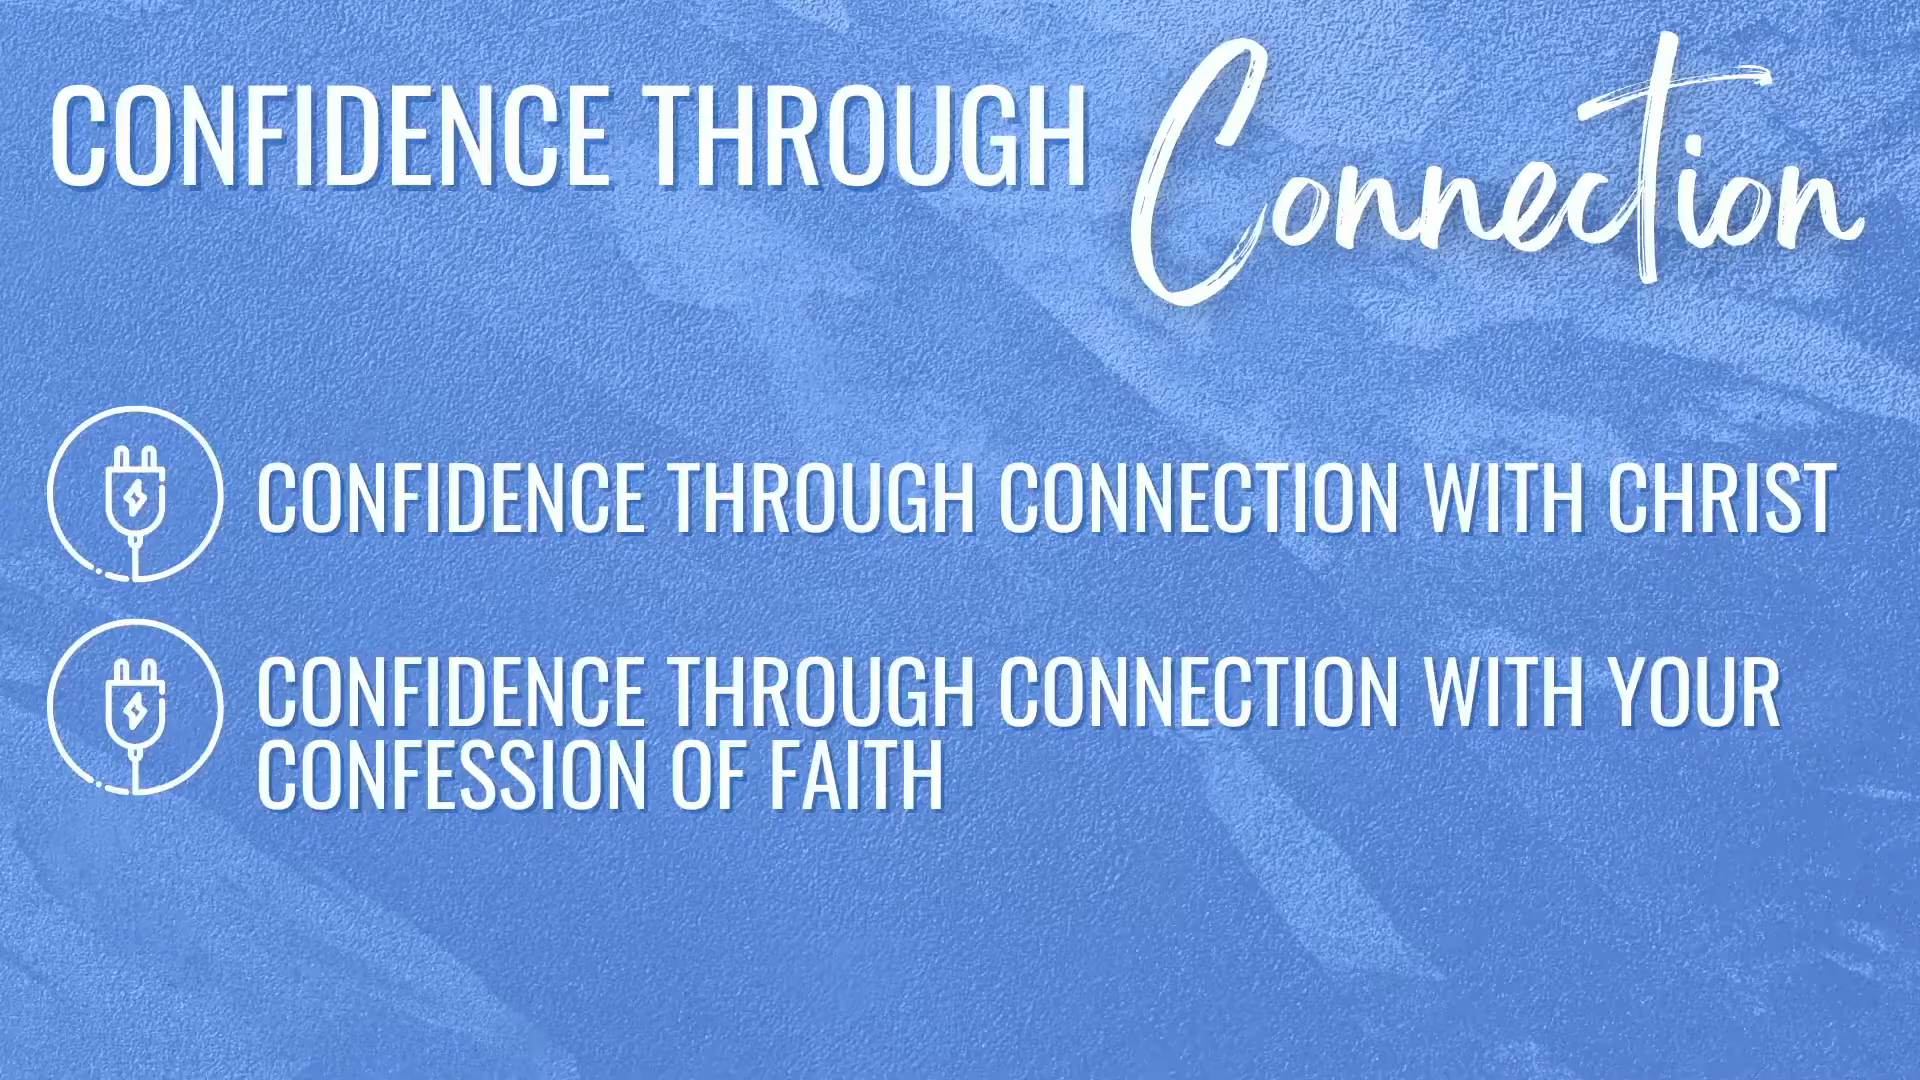 CONFIDENCE THROUGH Connection
CONFIDENCE THROUGH CONNECTION WITH CHRIST
CONFIDENCE THROUGH CONNECTION WITH YOUR
CONFESSION OF FAITH